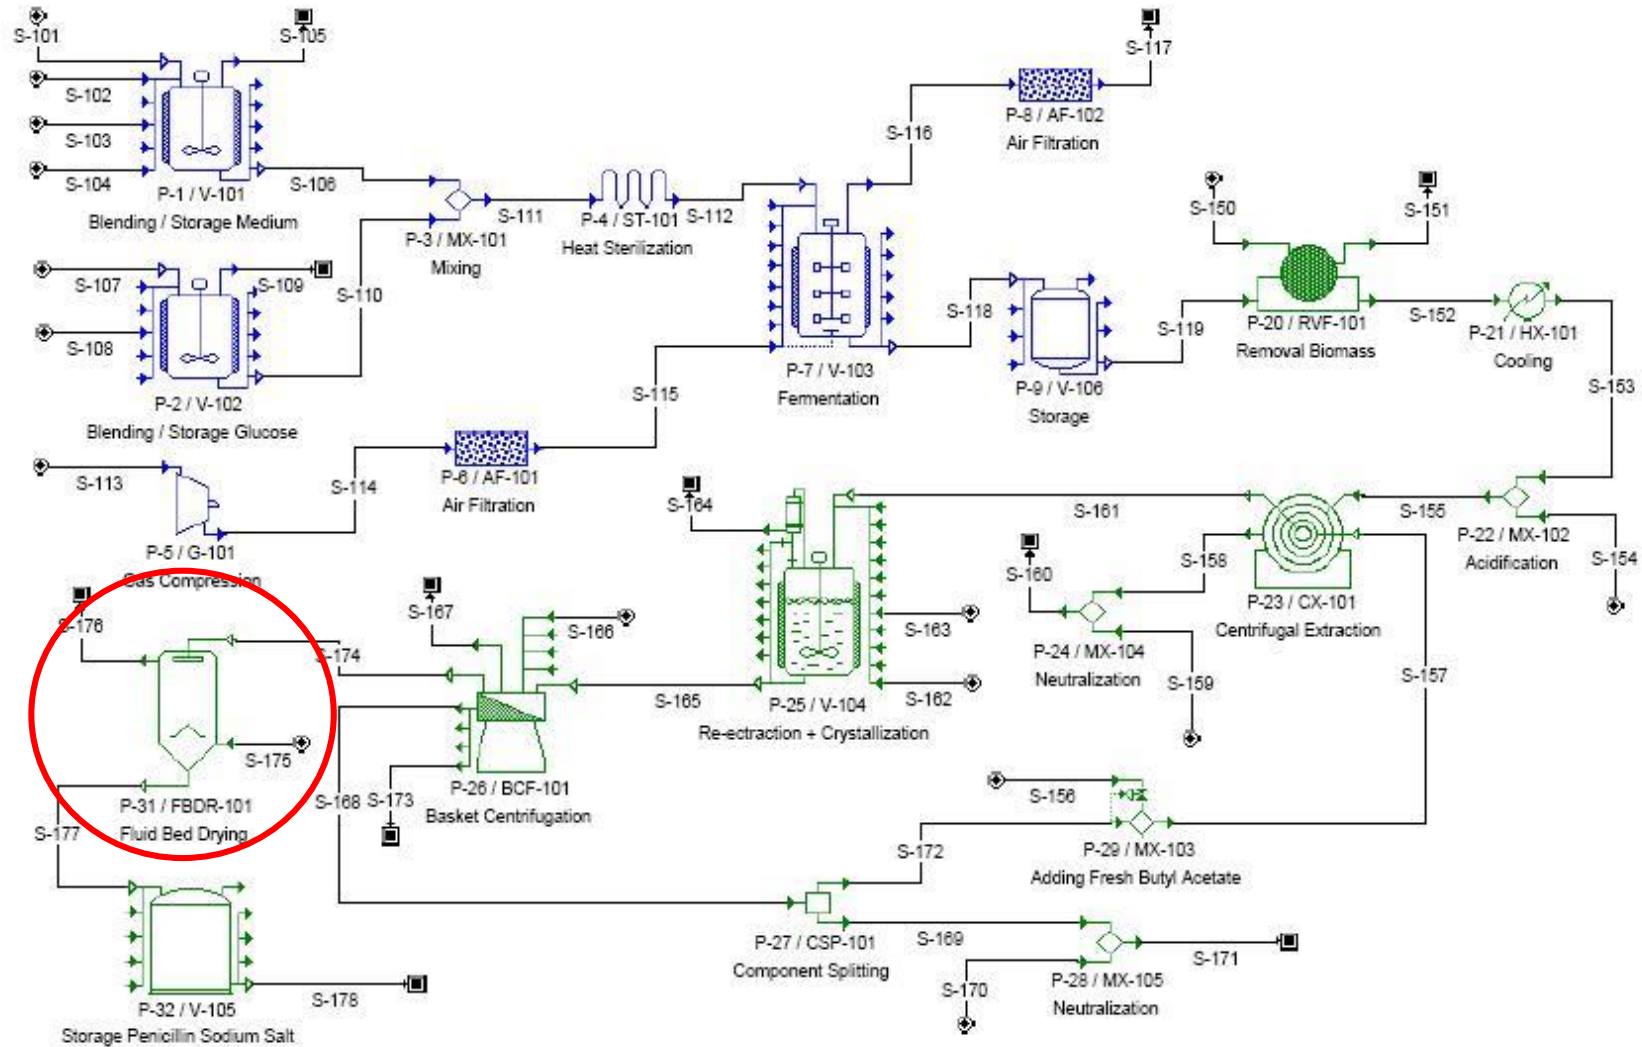 S-101
S-105
S-102
S-103
S-104
P-1 / V-101
Blending / Storage Medium
S-106
S-107
S-109
S-108
S-110
P-2 / V-102
Blending / Storage Glucose
P-3 / MX-101
Mixing
S-111
P-4 / ST-101
Heat Sterilization
S-112
S-113
P-5 / G-101
Gas Compression
S-114
P-6 / AF-101
Air Filtration
S-115
S-116
P-8 / AF-102
Air Filtration
S-117
P-7 / V-103
Fermentation
S-118
P-9 / V-106
Storage
S-119
S-150
S-151
P-20 / RVF-101
Removal Biomass
S-152
P-21 / HX-101
Cooling
S-153
P-22 / MX-102
Acidification
S-154
S-155
P-23 / CX-101
Centrifugal Extraction
S-157
S-158
S-160
P-24 / MX-104
Neutralization
S-159
S-161
S-164
S-163
S-162
P-25 / V-104
Re-ectraction + Crystallization
S-165
S-167
S-166
P-26 / BCF-101
Basket Centrifugation
S-168
S-173
S-174
S-176
S-175
P-31 / FBDR-101
Fluid Bed Drying
S-177
P-32 / V-105
Storage Penicillin Sodium Salt
S-178
S-156
P-29 / MX-103
Adding Fresh Butyl Acetate
S-172
P-27 / CSP-101
Component Splitting
S-169
S-170
P-28 / MX-105
Neutralization
S-171